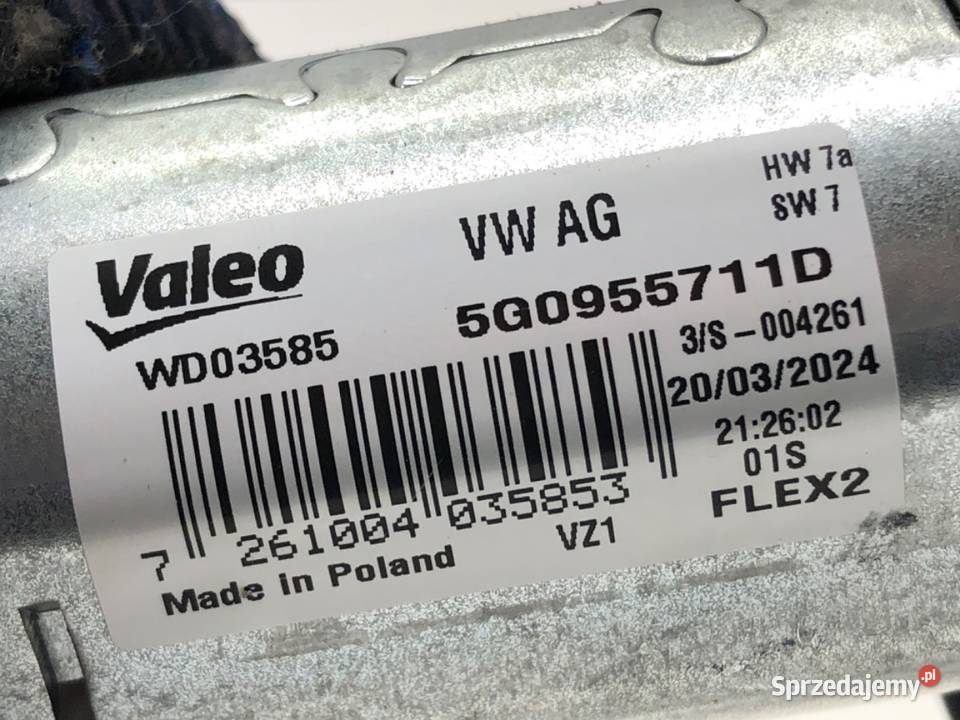 HW 7a
SW 7
Valeo
VW AG
5G0955711D
WD03585
3/S-004261
20/03/2024
21:26:02
01S
FLEX2
7 261004 035853
VZ1
Made in Poland
Sprzedajemy.pl